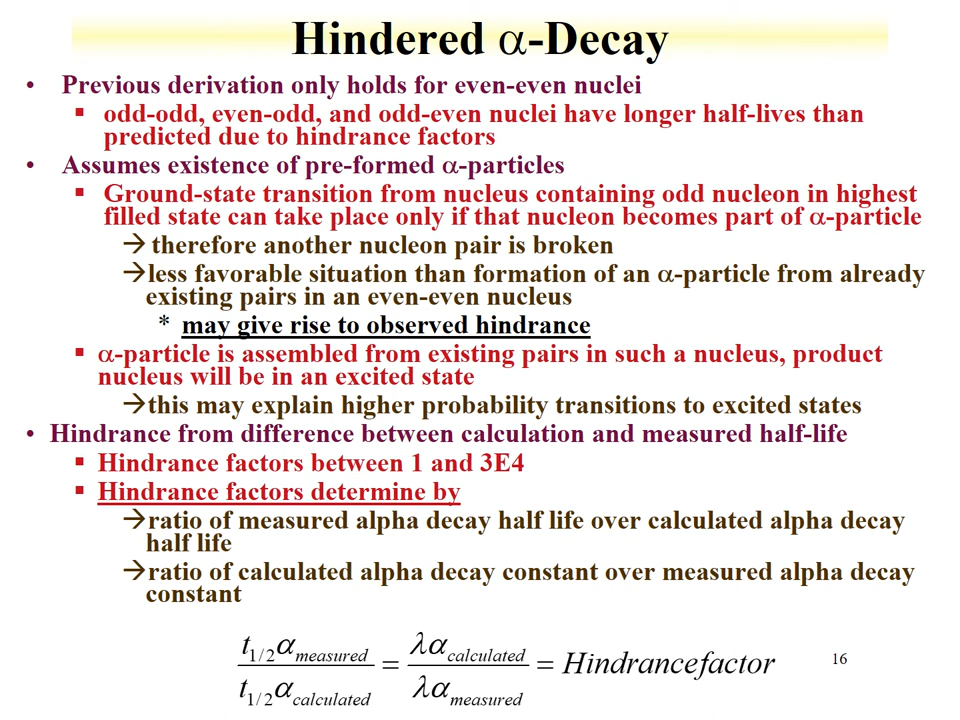 Hindered α-Decay
• Previous derivation only holds for even-even nuclei
▪ odd-odd, even-odd, and odd-even nuclei have longer half-lives than
predicted due to hindrance factors
• Assumes existence of pre-formed α-particles
▪ Ground-state transition from nucleus containing odd nucleon in highest
filled state can take place only if that nucleon becomes part of α-particle
→ therefore another nucleon pair is broken
→less favorable situation than formation of an α-particle from already
existing pairs in an even-even nucleus
* may give rise to observed hindrance
▪ α-particle is assembled from existing pairs in such a nucleus, product
nucleus will be in an excited state
→this may explain higher probability transitions to excited states
• Hindrance from difference between calculation and measured half-life
▪ Hindrance factors between 1 and 3E4
▪ Hindrance factors determine by
→ratio of measured alpha decay half life over calculated alpha decay
half life
→ratio of calculated alpha decay constant over measured alpha decay
constant
t1/2αmeasured / t1/2αcalculated = λαcalculated / λαmeasured = Hindrancefactor
16